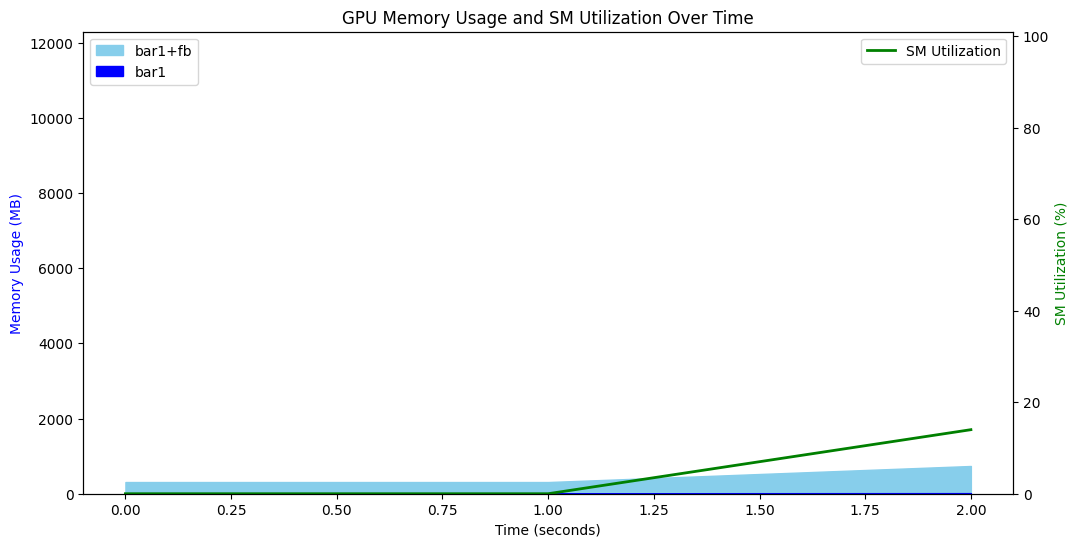 GPU Memory Usage and SM Utilization Over Time
bar1+fb
bar1
SM Utilization
12000
10000
8000
6000
4000
2000
0
Memory Usage (MB)
100
80
60
40
20
0
SM Utilization (%)
0.00 0.25 0.50 0.75 1.00 1.25 1.50 1.75 2.00
Time (seconds)